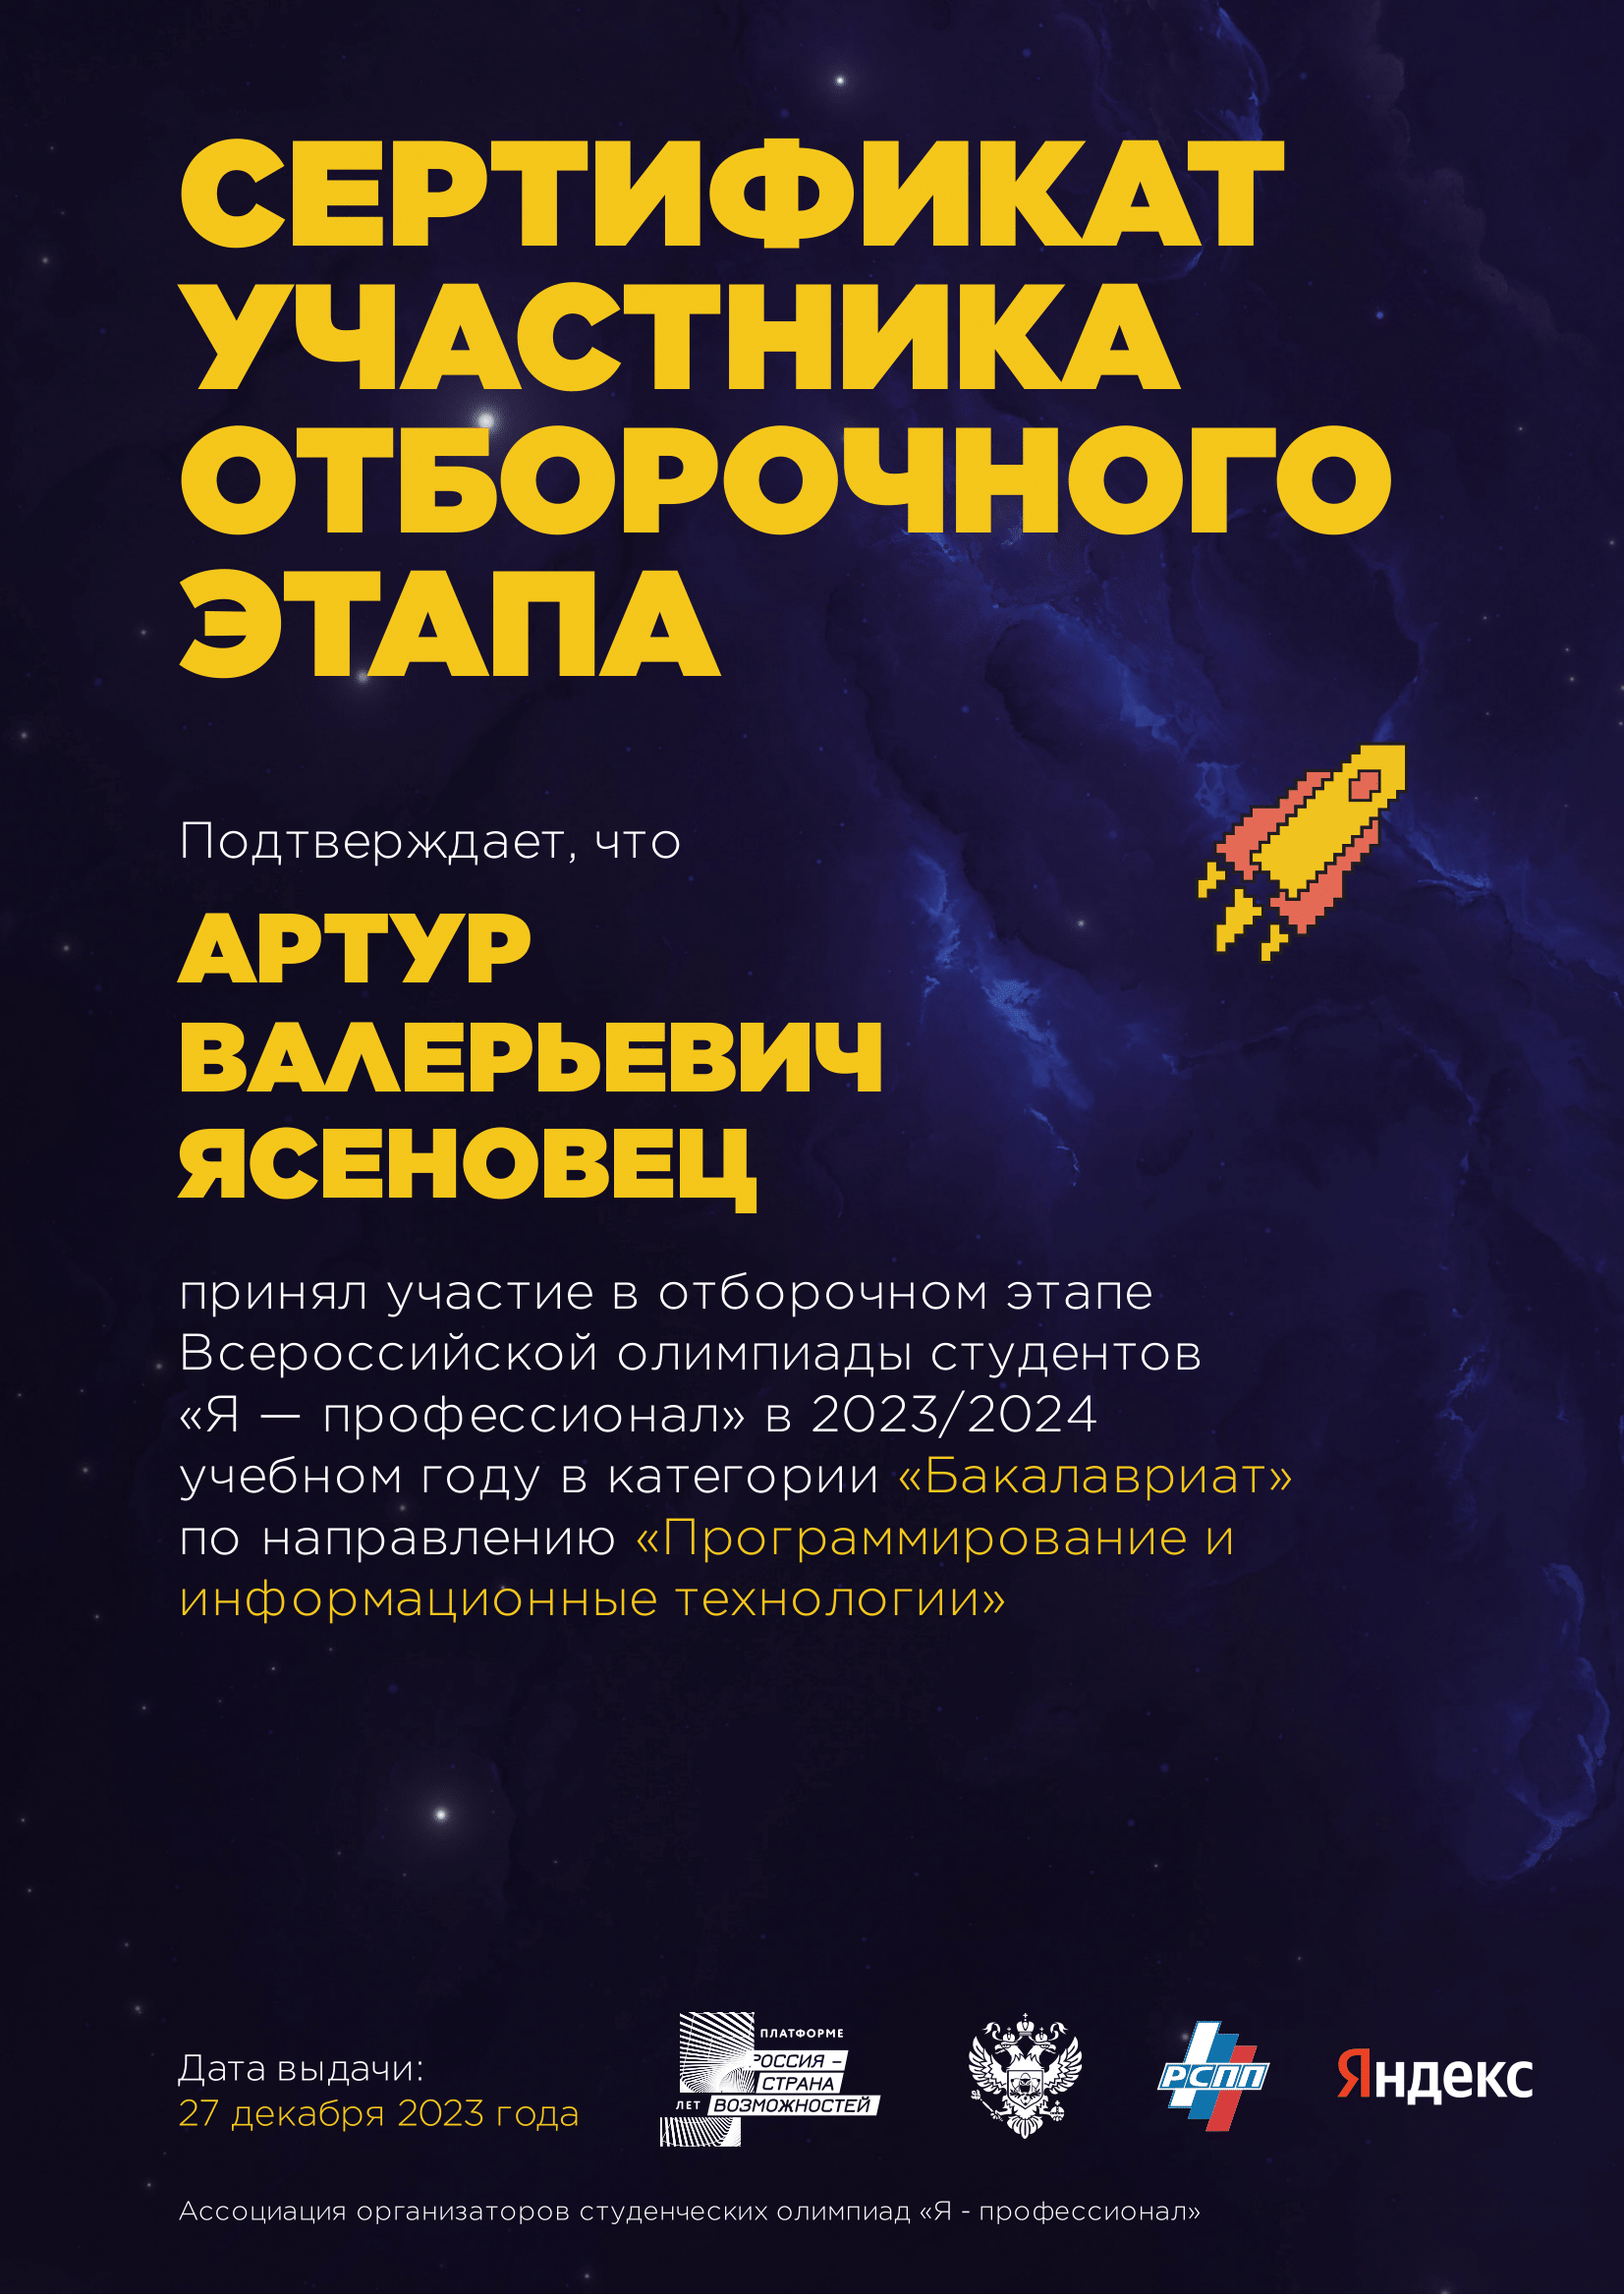 СЕРТИФИКАТ
УЧАСТНИКА
ОТБОРОЧНОГО
ЭТАПА
Подтверждает, что
АРТУР
ВАЛЕРЬЕВИЧ
ЯСЕНОВЕЦ
принял участие в отборочном этапе
Всероссийской олимпиады студентов
«Я — профессионал» в 2023/2024
учебном году в категории «Бакалавриат»
по направлению «Программирование и
информационные технологии»
Дата выдачи:
27 декабря 2023 года
ПЛАТФОРМЕ
РОССИЯ –
СТРАНА
ЛЕТ ВОЗМОЖНОСТЕЙ
РСПП
Яндекс
Ассоциация организаторов студенческих олимпиад «Я - профессионал»